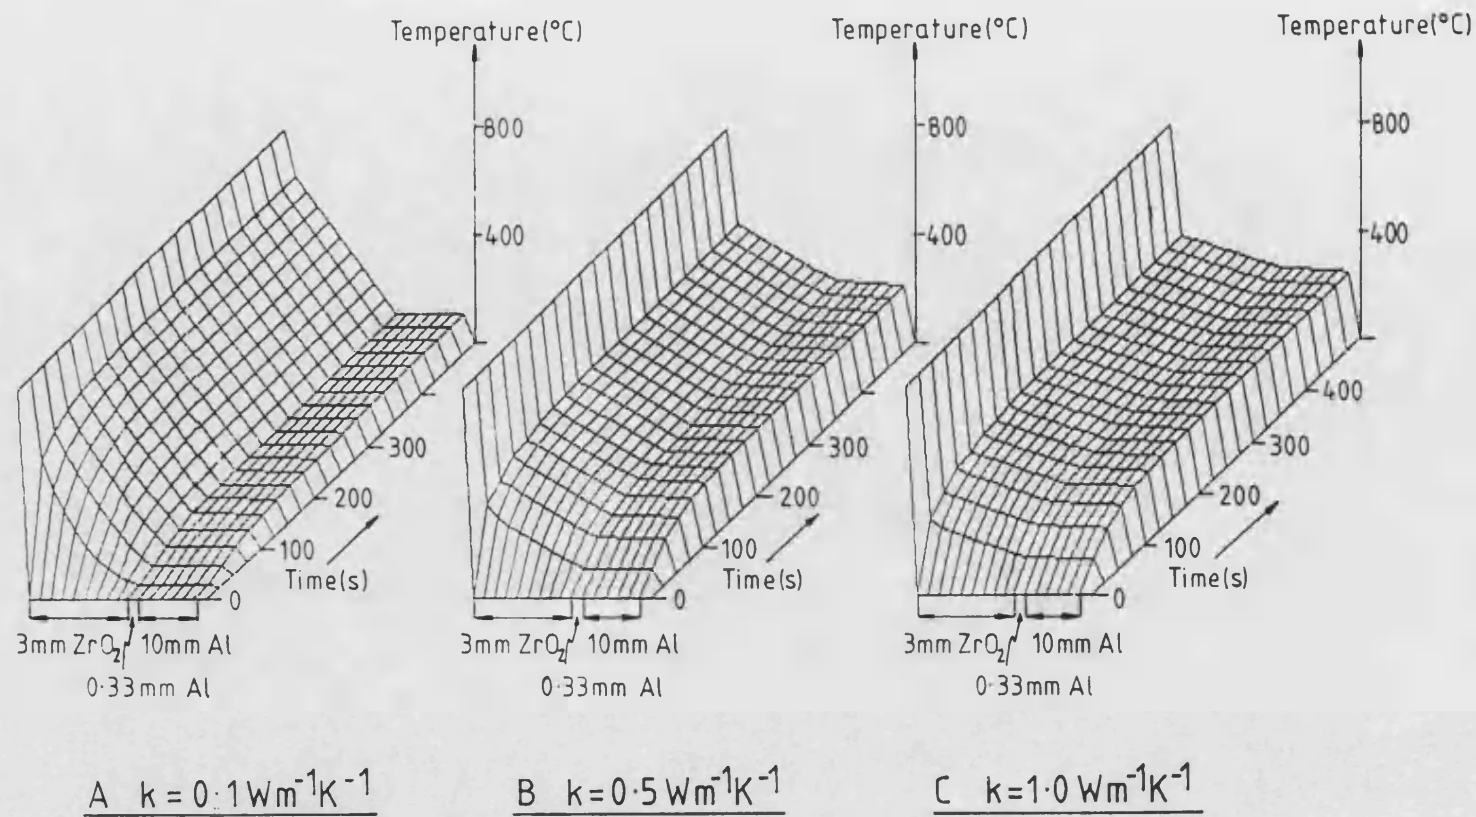 Temperature(°C)
800
400
300
200
100
0
Time(s)
3mm ZrO₂ 10mm Al
0·33mm Al
A k = 0·1 Wm⁻¹K⁻¹
Temperature(°C)
800
400
300
200
100
0
Time(s)
3mm ZrO₂ 10mm Al
0·33mm Al
B k = 0·5 Wm⁻¹K⁻¹
Temperature(°C)
800
400
400
300
200
100
0
Time(s)
3mm ZrO₂ 10mm Al
0·33mm Al
C k = 1·0 Wm⁻¹K⁻¹